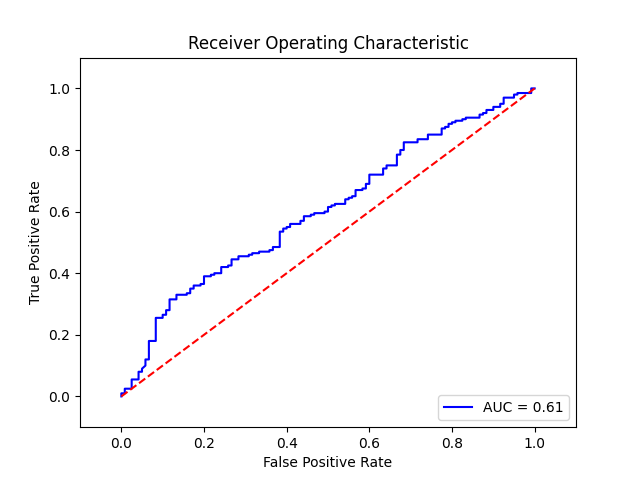 Receiver Operating Characteristic
True Positive Rate
1.0
0.8
0.6
0.4
0.2
0.0
AUC = 0.61
0.0 0.2 0.4 0.6 0.8 1.0
False Positive Rate